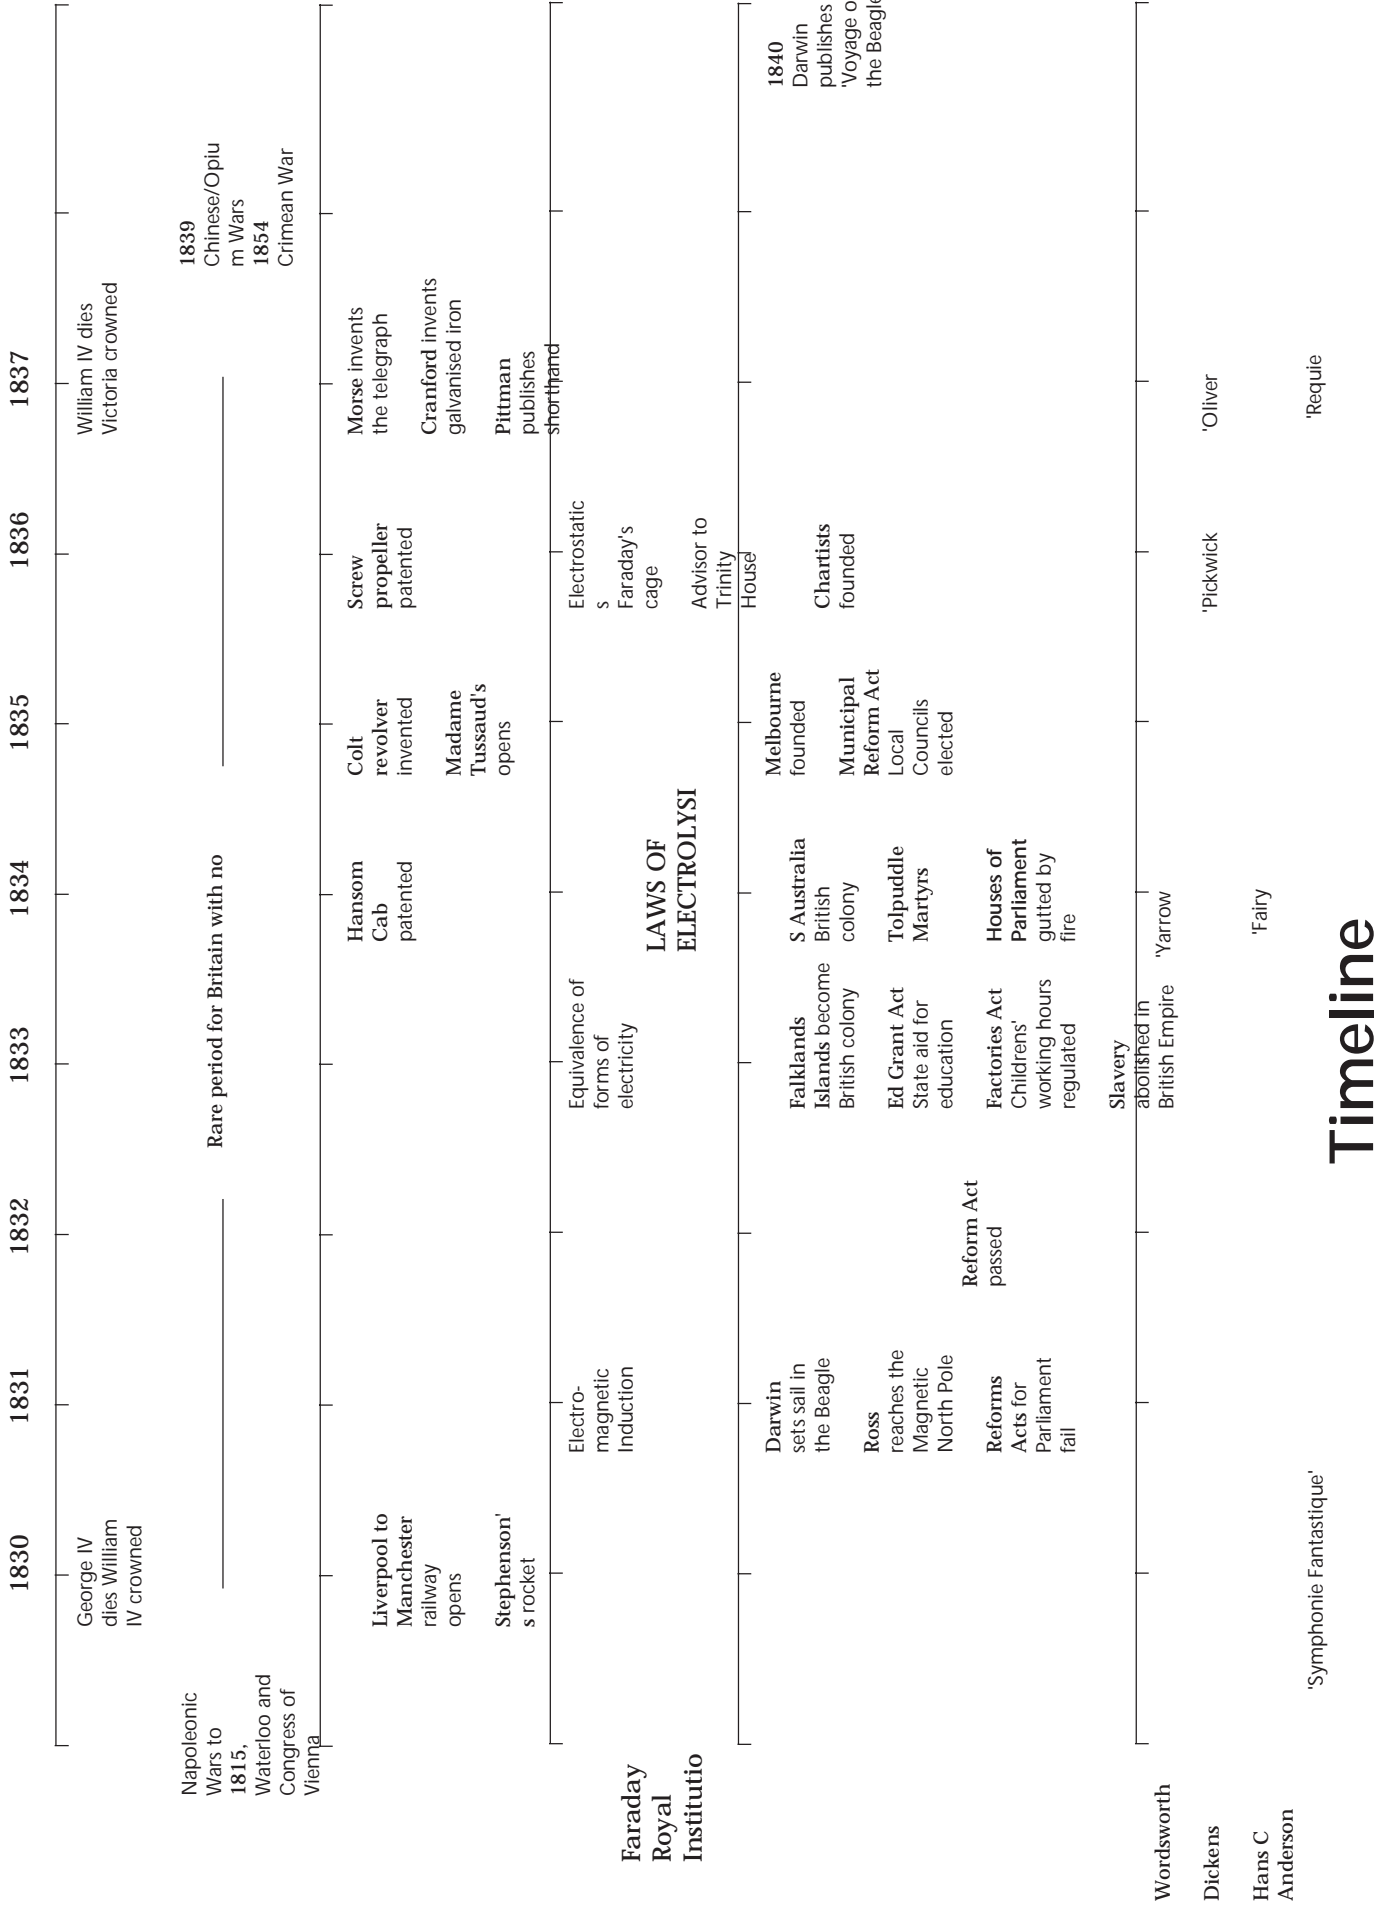 1830
1831
1832
1833
1834
1835
1836
1837
George IV
dies William
IV crowned
William IV dies
Victoria crowned
Napoleonic
Wars to
1815,
Waterloo and
Congress of
Vienna
Rare period for Britain with no
1839
Chinese/Opiu
m Wars
1854
Crimean War
Liverpool to
Manchester
railway
opens
Stephenson'
s rocket
Hansom
Cab
patented
Colt
revolver
invented
Madame
Tussaud's
opens
Screw
propeller
patented
Morse invents
the telegraph
Cranford invents
galvanised iron
Pittman
publishes
shorthand
Faraday
Royal
Institutio
Electro-
magnetic
Induction
Equivalence of
forms of
electricity
LAWS OF
ELECTROLYSI
Electrostatic
s
Faraday's
cage
Advisor to
Trinity
House
Darwin
sets sail in
the Beagle
Ross
reaches the
Magnetic
North Pole
Reforms
Acts for
Parliament
fail
Reform Act
passed
Falklands
Islands become
British colony
Ed Grant Act
State aid for
education
Factories Act
Childrens'
working hours
regulated
Slavery
abolished in
British Empire
S Australia
British
colony
Tolpuddle
Martyrs
Houses of
Parliament
gutted by
fire
Melbourne
founded
Municipal
Reform Act
Local
Councils
elected
Chartists
founded
1840
Darwin
publishes
'Voyage o
the Beagle
Wordsworth
'Yarrow
Dickens
'Pickwick
'Oliver
Hans C
Anderson
'Fairy
'Symphonie Fantastique'
'Requie
Timeline